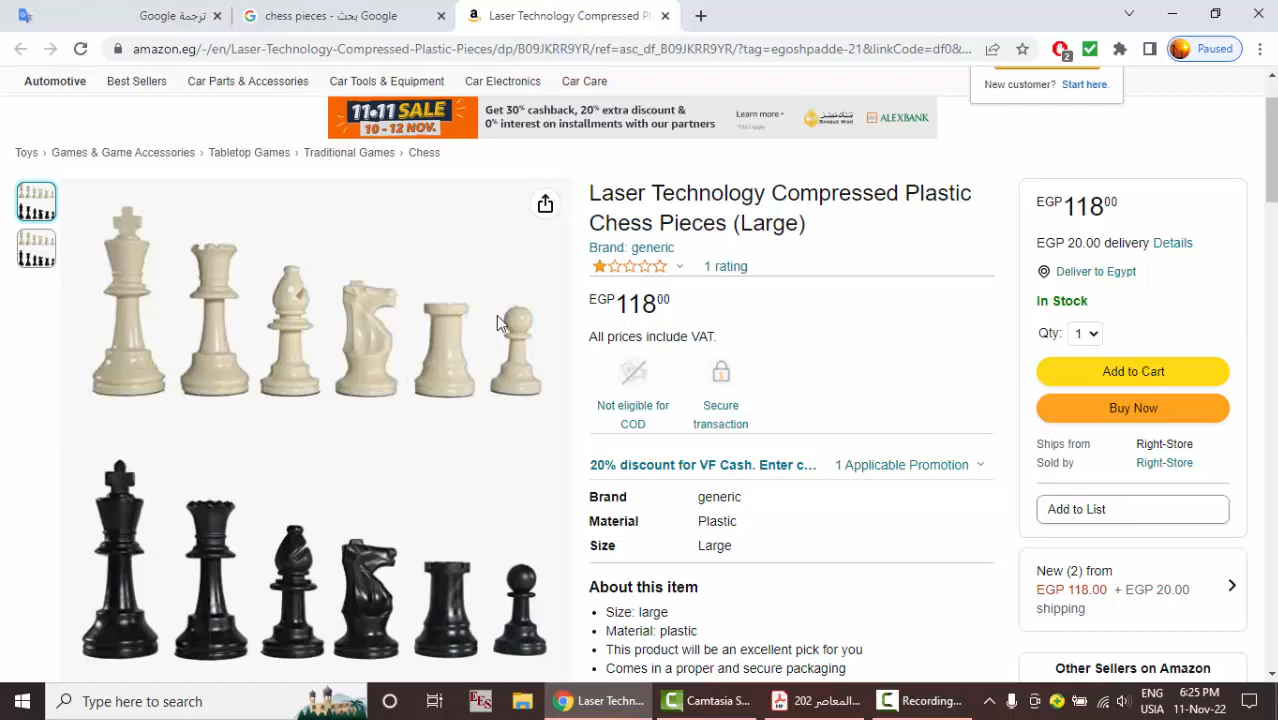 ترجمة Google
chess pieces - بحث Google
Laser Technology Compressed Pl
amazon.eg/-/en/Laser-Technology-Compressed-Plastic-Pieces/dp/B09JKRR9YR/ref=asc_df_B09JKRR9YR/?tag=egoshpadde-21&linkCode=df0&...
2
Paused
Automotive
Best Sellers
Car Parts & Accessories
Car Tools & Equipment
Car Electronics
Car Care
New customer? Start here.
11.11 SALE
10 - 12 NOV.
Get 30% cashback, 20% extra discount &
0% interest on installments with our partners
Learn more
بنك مصر
BANQUE MISR
ALEXBANK
Toys › Games & Game Accessories › Tabletop Games › Traditional Games › Chess
Laser Technology Compressed Plastic
Chess Pieces (Large)
Brand: generic
1 rating
EGP 118 00
All prices include VAT.
Not eligible for
COD
Secure
transaction
20% discount for VF Cash. Enter c...
1 Applicable Promotion
Brand generic
Material Plastic
Size Large
About this item
• Size: large
• Material: plastic
• This product will be an excellent pick for you
• Comes in a proper and secure packaging
EGP 118 00
EGP 20.00 delivery Details
Deliver to Egypt
In Stock
Qty: 1
Add to Cart
Buy Now
Ships from Right-Store
Sold by Right-Store
Add to List
New (2) from
EGP 118.00 + EGP 20.00
shipping
Other Sellers on Amazon
Type here to search
Laser Techn...
Camtasia S...
المعاصر 202...
Recording...
ENG
USIA
6:25 PM
11-Nov-22